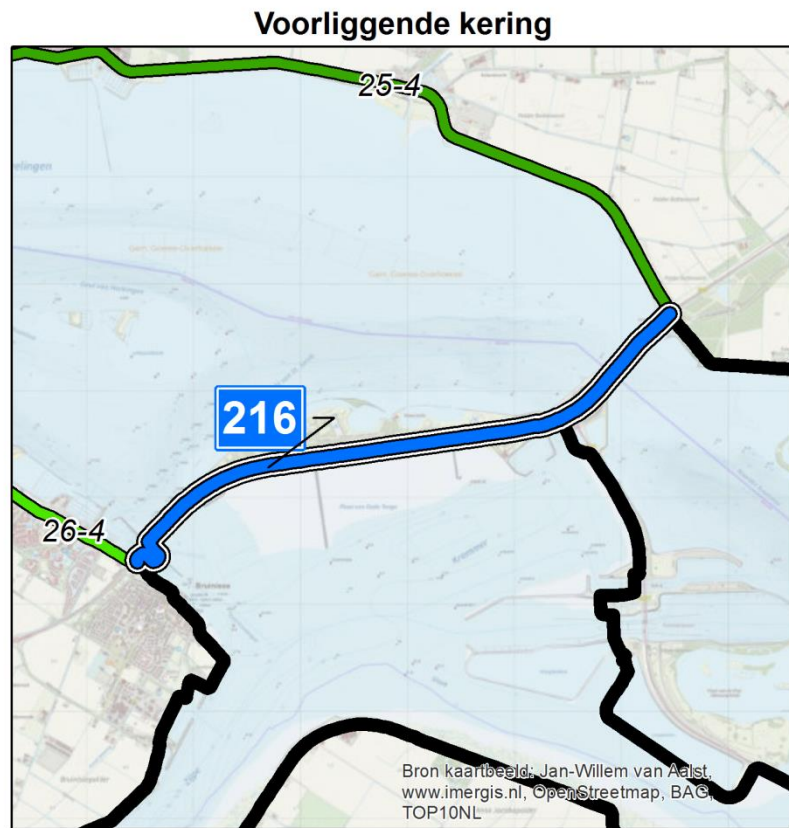 Voorliggende kering
25-4
216
26-4
Bruinisse
Krammer
Bron kaartbeeld: Jan-Willem van Aalst,
www.imergis.nl, OpenStreetmap, BAG,
TOP10NL